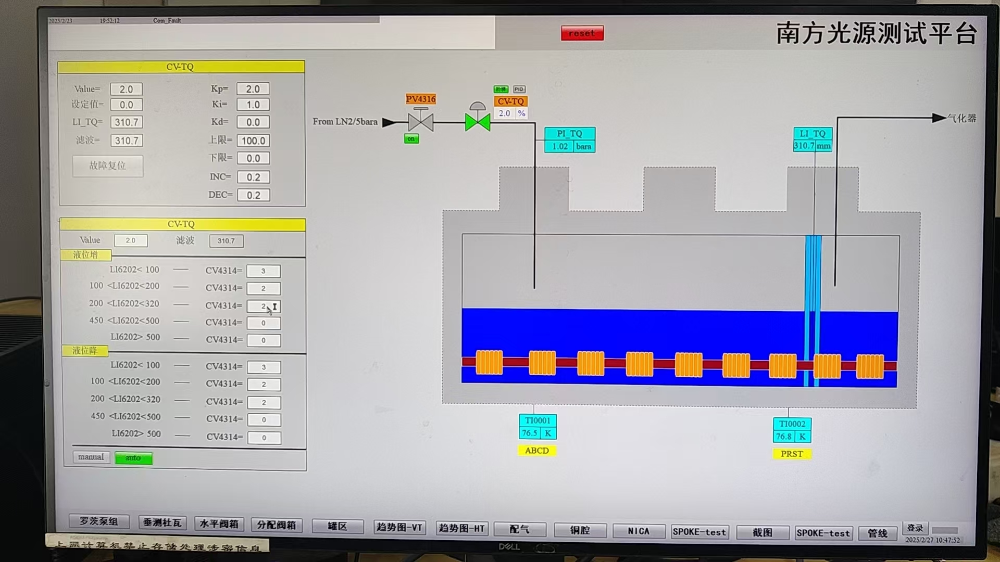 2025/2/23 19:52:12 Com_Fault
reset
南方光源测试平台
CV-TQ
Value= 2.0 Kp= 2.0
设定值= 0.0 Ki= 1.0
LI_TQ= 310.7 Kd= 0.0
滤波= 310.7 上限= 100.0
故障复位 下限= 0.0
INC= 0.2
DEC= 0.2
CV-TQ
Value 2.0 滤波 310.7
液位增
LI6202< 100 CV4314= 3
100 <LI6202<200 CV4314= 2
200 <LI6202<320 CV4314= 2
450 <LI6202<500 CV4314= 0
LI6202> 500 CV4314= 0
液位降
LI6202< 100 CV4314= 3
100 <LI6202<200 CV4314= 2
200 <LI6202<320 CV4314= 2
450 <LI6202<500 CV4314= 0
LI6202> 500 CV4314= 0
manual auto
阶梯 PID
PV4316 CV-TQ
2.0 %
From LN2/5bara
on
PI_TQ
1.02 bara
LI_TQ
310.7 mm
气化器
TI0001
76.5 K
ABCD
TI0002
76.8 K
PRST
罗茨泵组 垂测杜瓦 水平阀箱 分配阀箱 罐区 趋势图-VT 趋势图-HT 配气 铜腔 NICA SPOKE-test 截图 SPOKE-test 管线 登录
2025/2/27 10:47:52
上网计算机禁止存储处理涉密信息
DELL